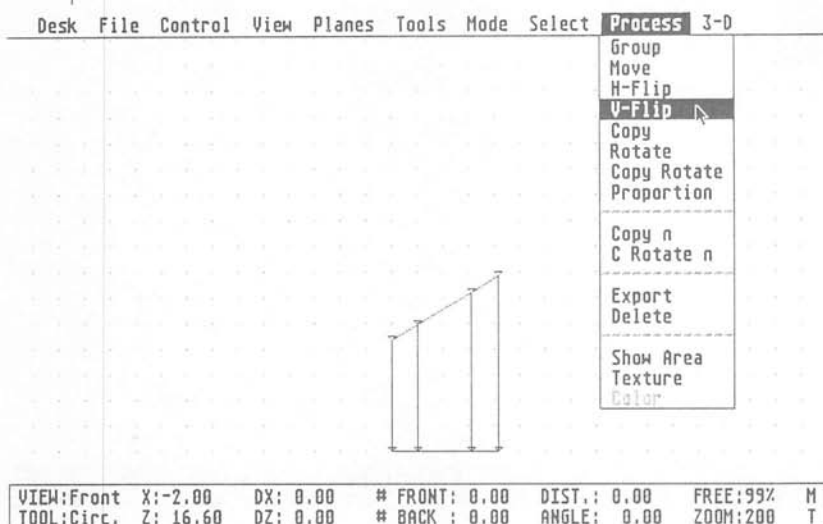 Desk File Control View Planes Tools Mode Select Process 3-D
Group
Move
H-Flip
V-Flip
Copy
Rotate
Copy Rotate
Proportion
Copy n
C Rotate n
Export
Delete
Show Area
Texture
Color
VIEW:Front X:-2.00 DX: 0.00 # FRONT: 0.00 DIST.: 0.00 FREE:99% M
TOOL:Circ. Z: 16.60 DZ: 0.00 # BACK : 0.00 ANGLE: 0.00 ZOOM:200 T